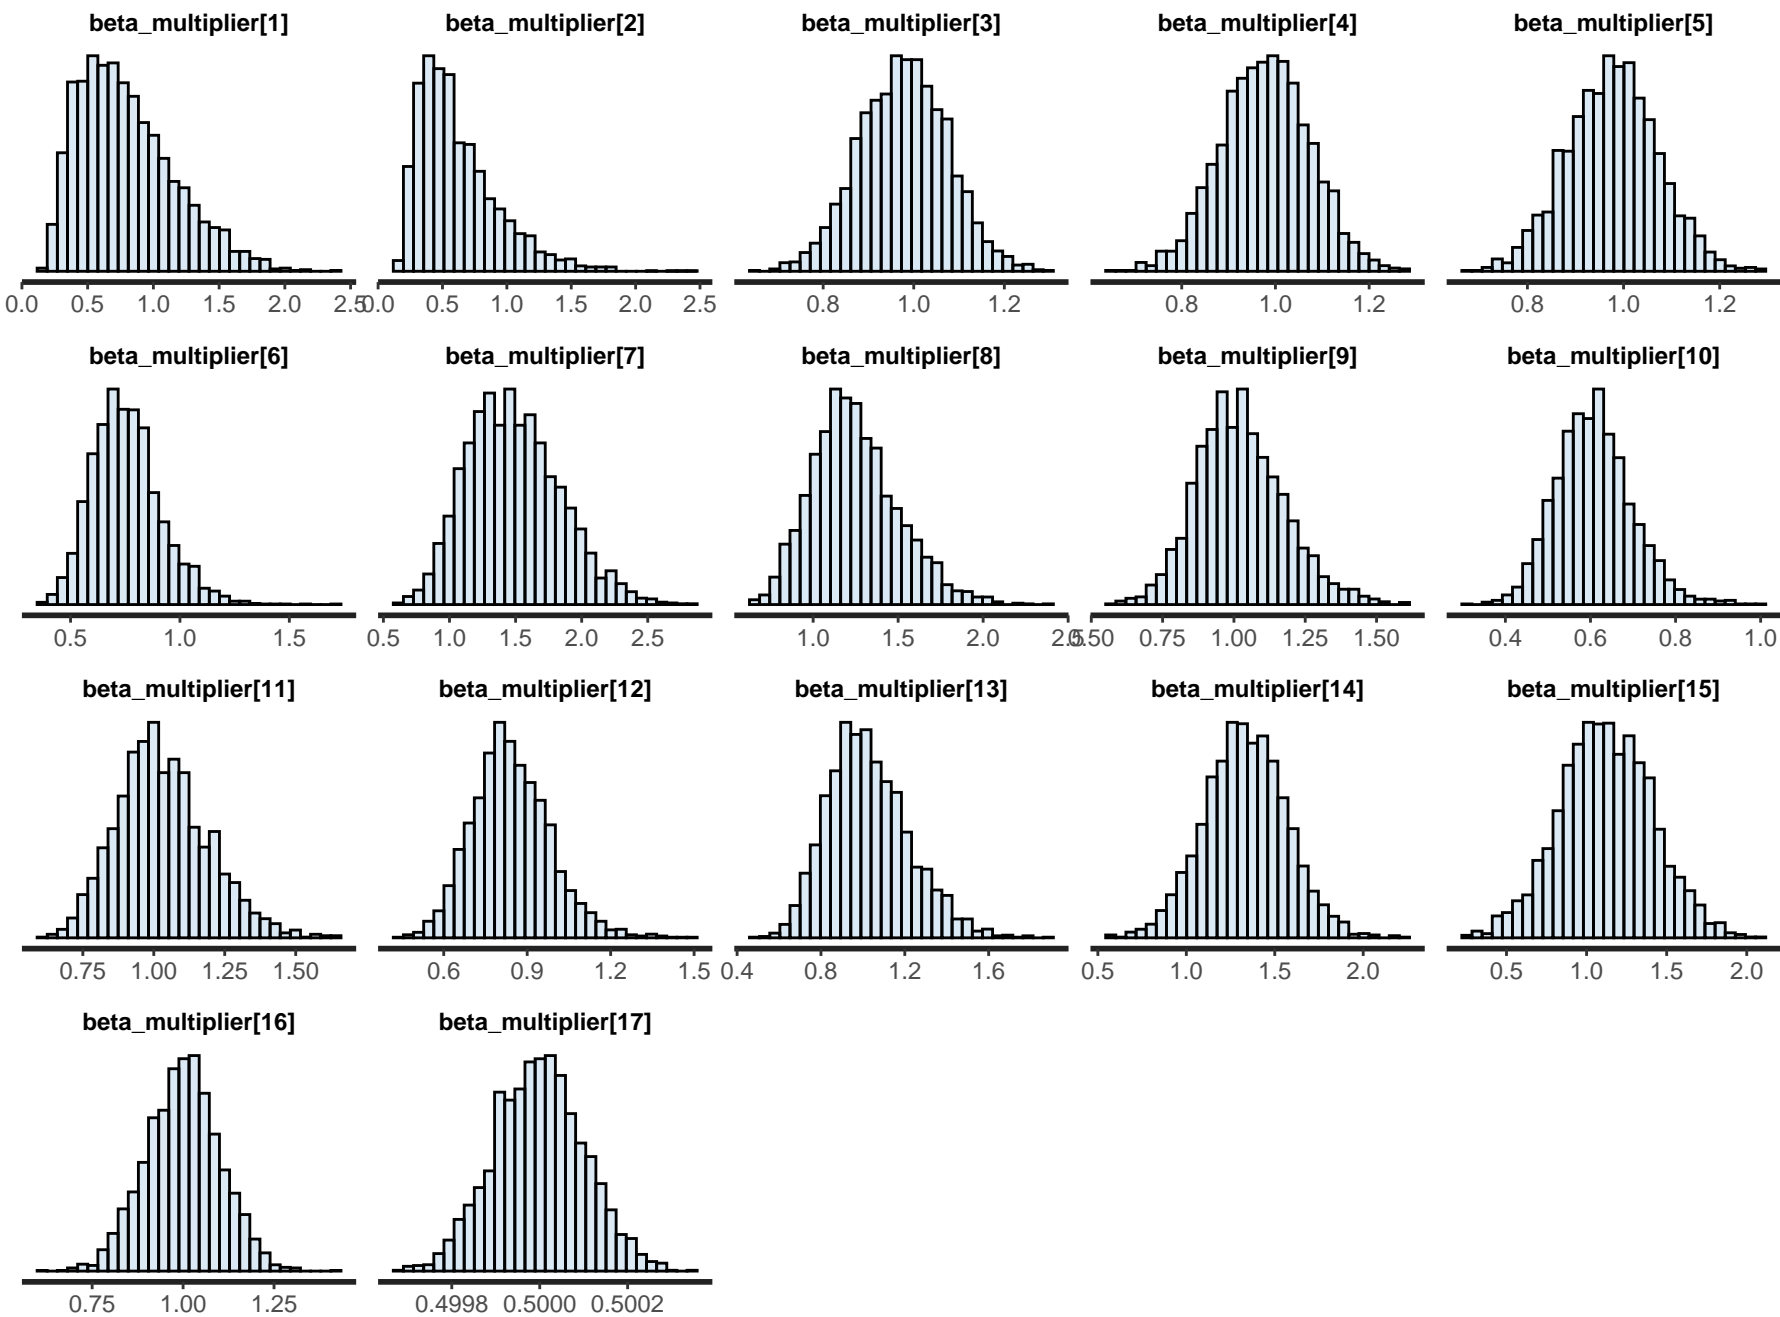 beta_multiplier[1] beta_multiplier[2] beta_multiplier[3] beta_multiplier[4] beta_multiplier[5]
0.0 0.5 1.0 1.5 2.0 2.5 0.0 0.5 1.0 1.5 2.0 2.5 0.8 1.0 1.2 0.8 1.0 1.2 0.8 1.0 1.2
beta_multiplier[6] beta_multiplier[7] beta_multiplier[8] beta_multiplier[9] beta_multiplier[10]
0.5 1.0 1.5 0.5 1.0 1.5 2.0 2.5 1.0 1.5 2.0 2.5 0.50 0.75 1.00 1.25 1.50 0.4 0.6 0.8 1.0
beta_multiplier[11] beta_multiplier[12] beta_multiplier[13] beta_multiplier[14] beta_multiplier[15]
0.75 1.00 1.25 1.50 0.6 0.9 1.2 1.5 0.4 0.8 1.2 1.6 0.5 1.0 1.5 2.0 0.5 1.0 1.5 2.0
beta_multiplier[16] beta_multiplier[17]
0.75 1.00 1.25 0.4998 0.5000 0.5002